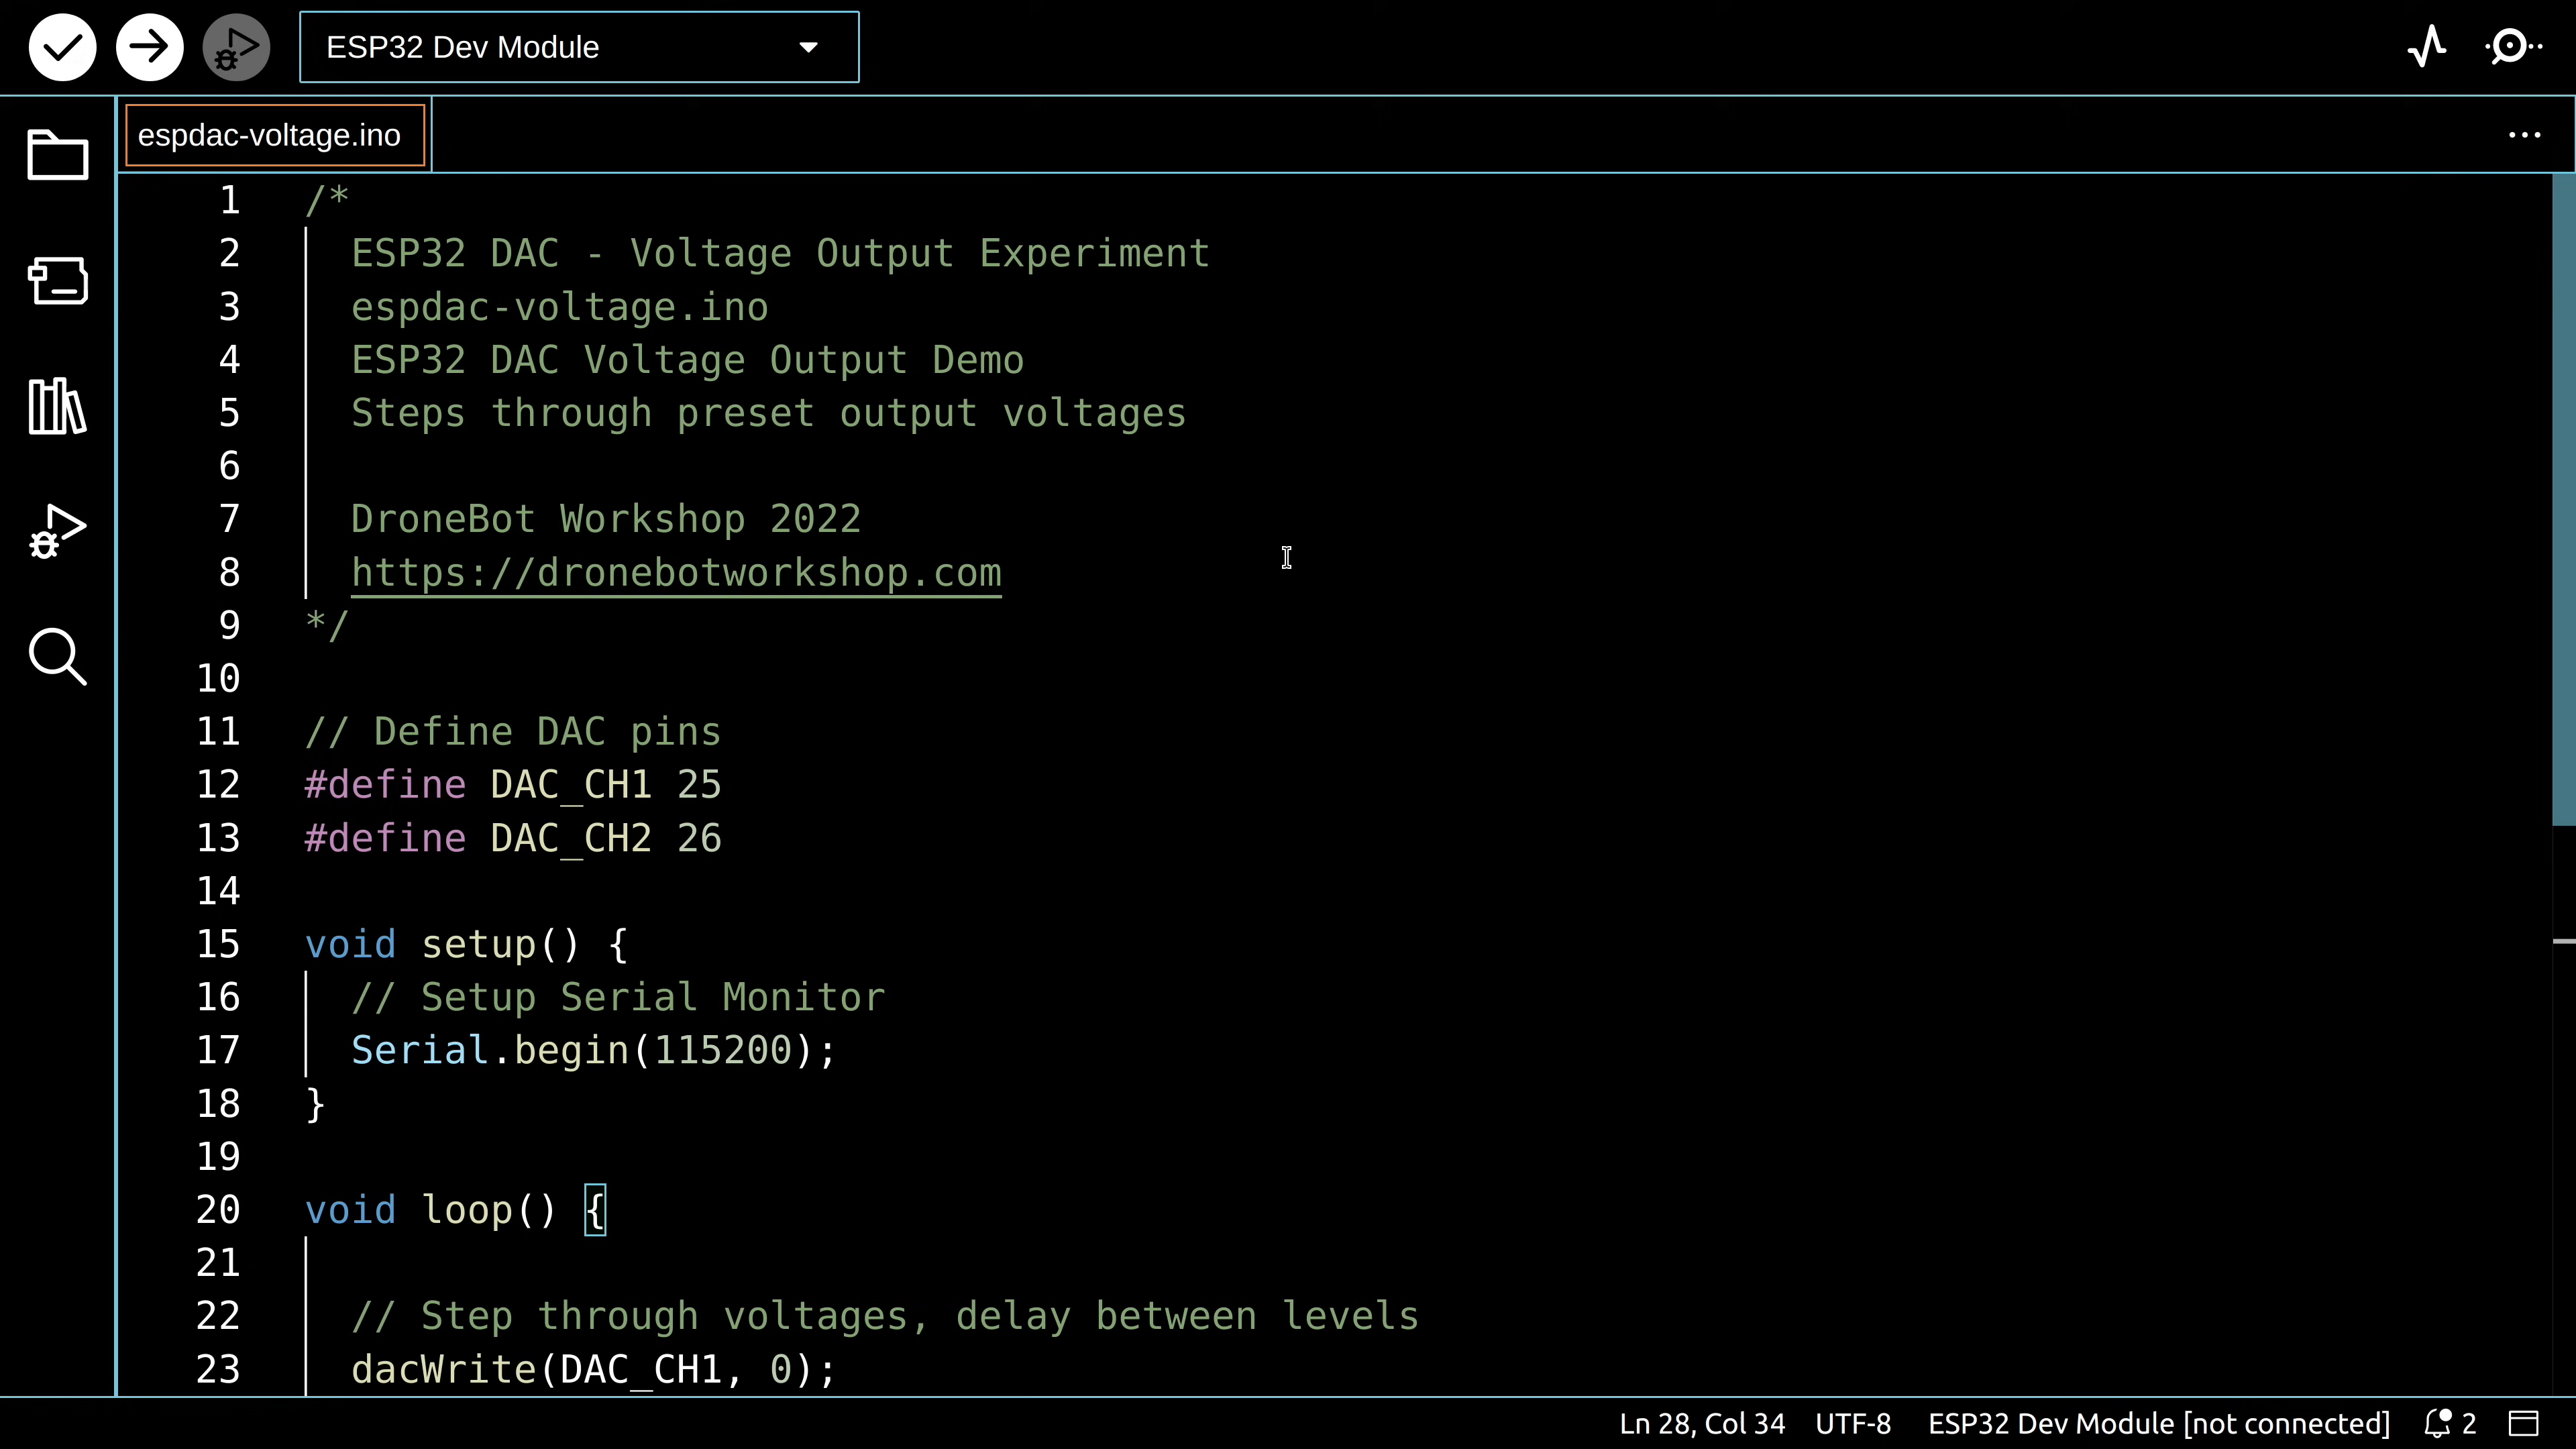 ESP32 Dev Module
espdac-voltage.ino
1 /*
2 ESP32 DAC - Voltage Output Experiment
3 espdac-voltage.ino
4 ESP32 DAC Voltage Output Demo
5 Steps through preset output voltages
6
7 DroneBot Workshop 2022
8 https://dronebotworkshop.com
9 */
10
11 // Define DAC pins
12 #define DAC_CH1 25
13 #define DAC_CH2 26
14
15 void setup() {
16 // Setup Serial Monitor
17 Serial.begin(115200);
18 }
19
20 void loop() {
21
22 // Step through voltages, delay between levels
23 dacWrite(DAC_CH1, 0);
Ln 28, Col 34 UTF-8 ESP32 Dev Module [not connected] 2